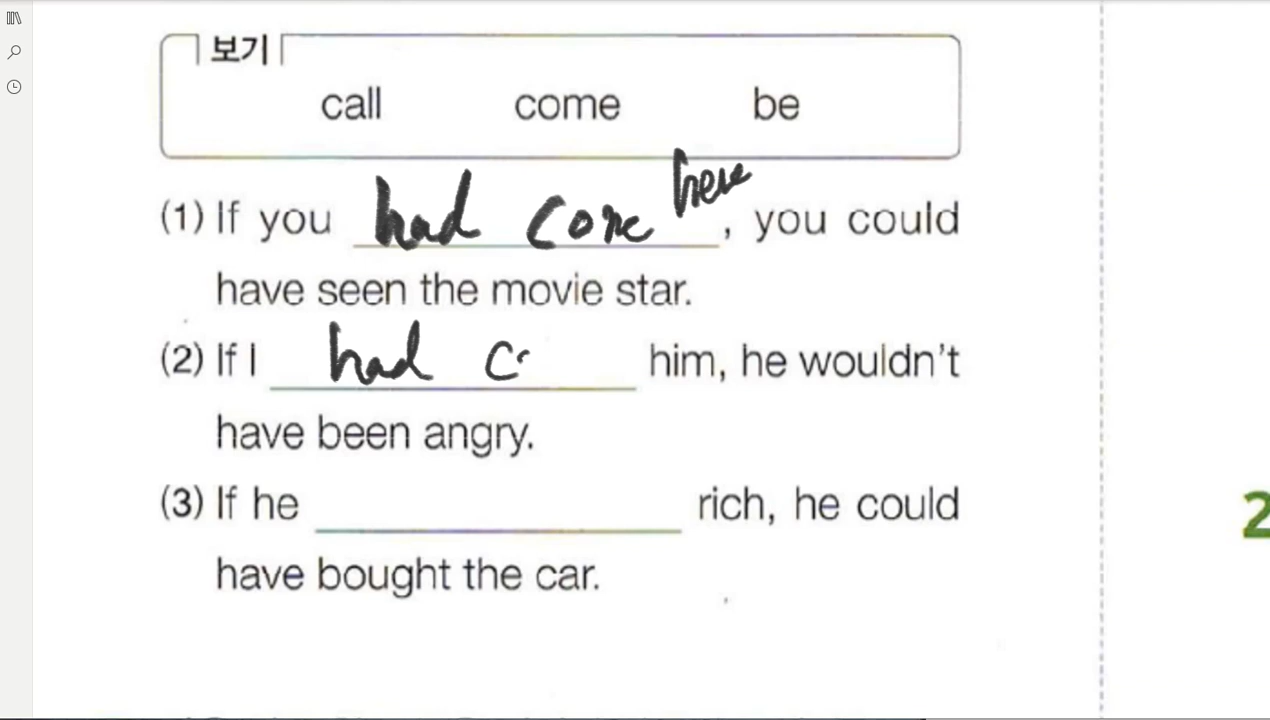 보기
call come be
here
(1) If you had come, you could
have seen the movie star.
(2) If I had c him, he wouldn't
have been angry.
(3) If he rich, he could
have bought the car.
2